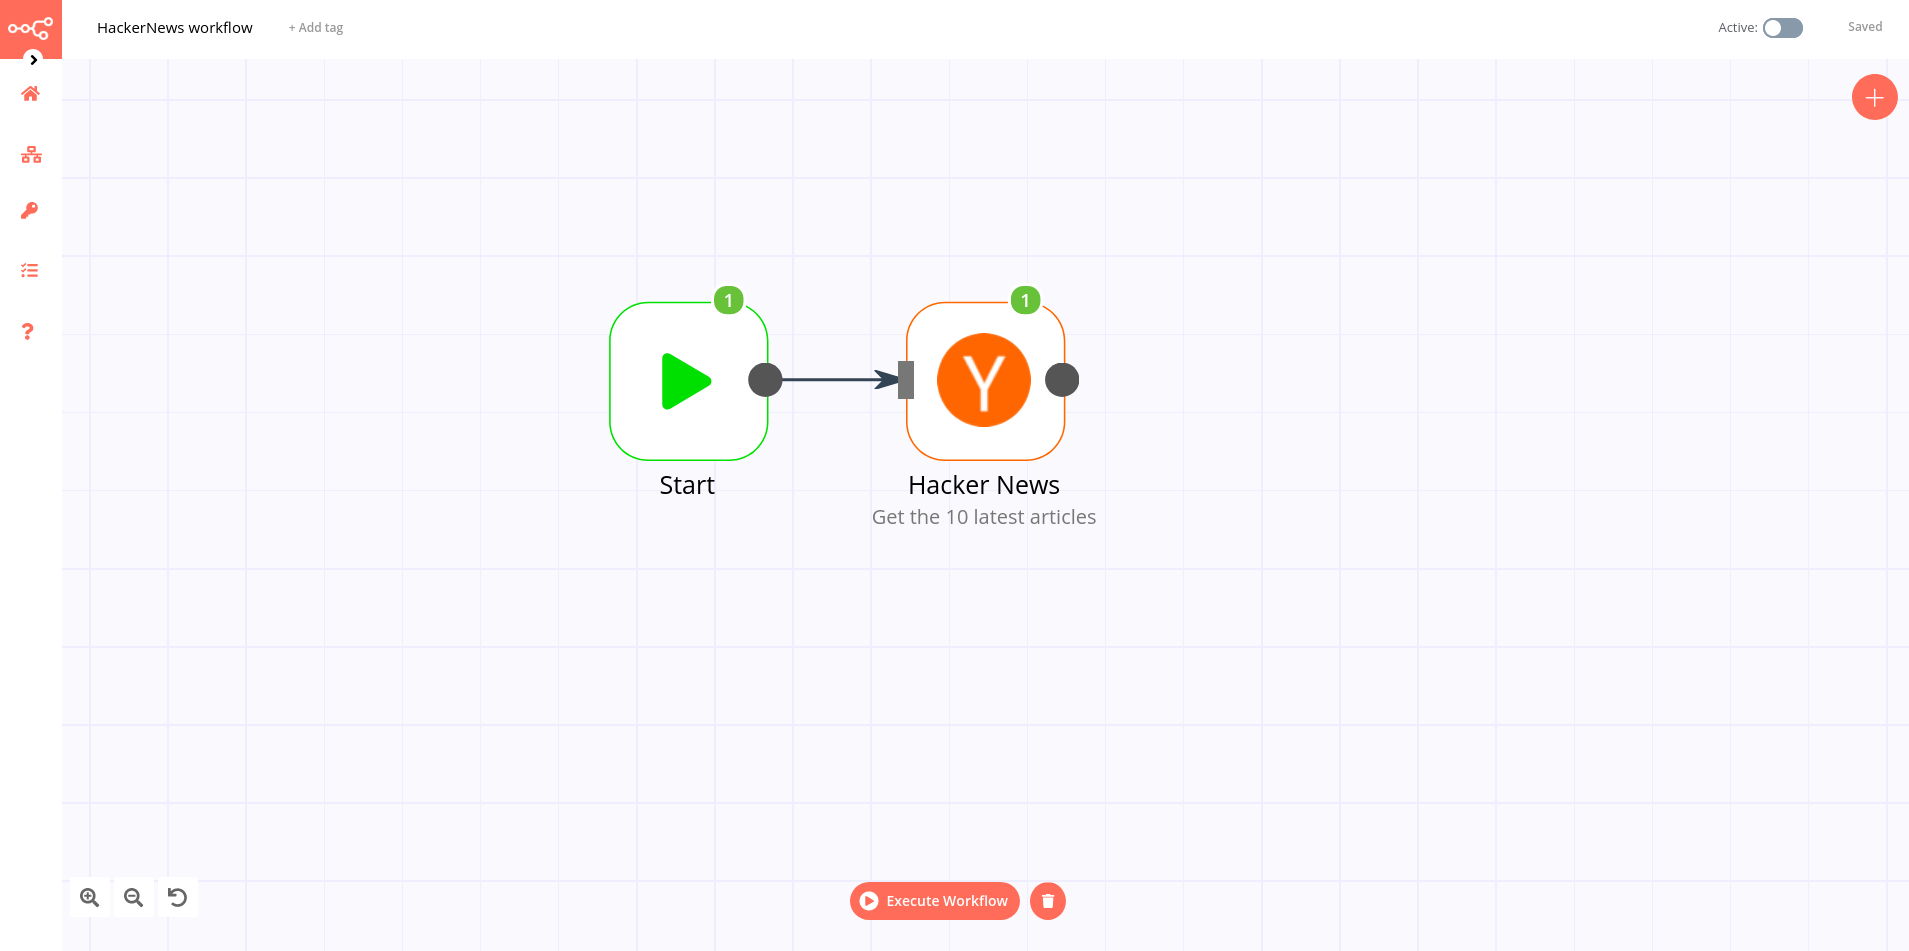 HackerNews workflow
+ Add tag
Active:
Saved
1
1
Y
Start
Hacker News
Get the 10 latest articles
Execute Workflow